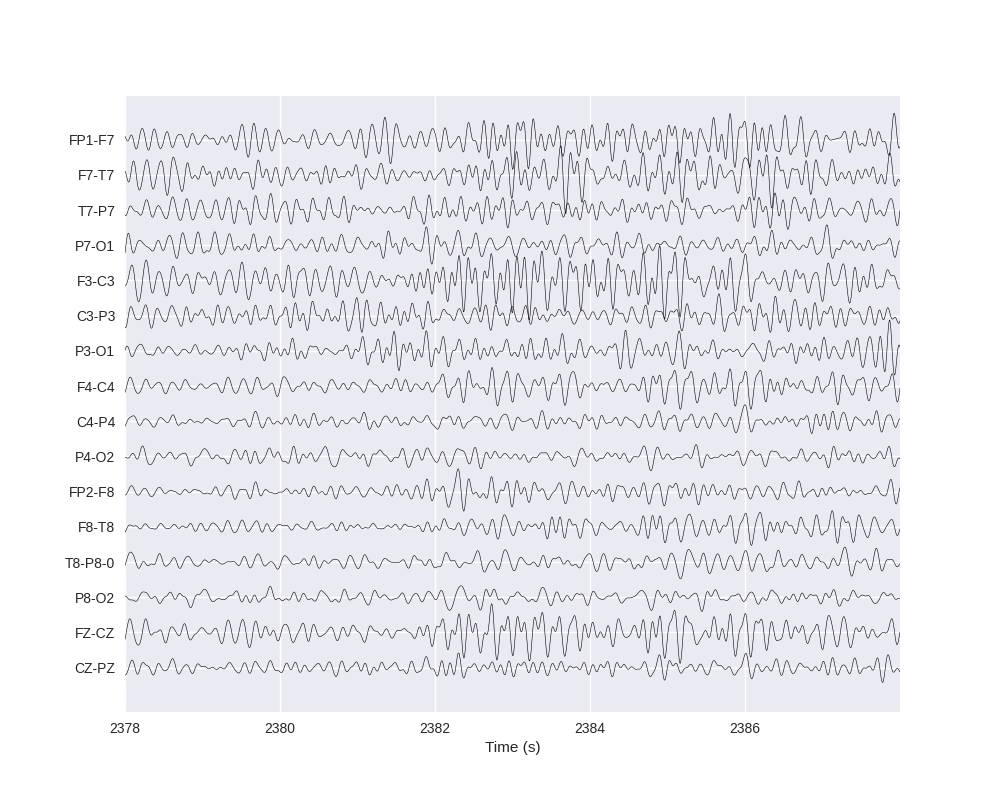 FP1-F7
F7-T7
T7-P7
P7-O1
F3-C3
C3-P3
P3-O1
F4-C4
C4-P4
P4-O2
FP2-F8
F8-T8
T8-P8-0
P8-O2
FZ-CZ
CZ-PZ
2378 2380 2382 2384 2386
Time (s)